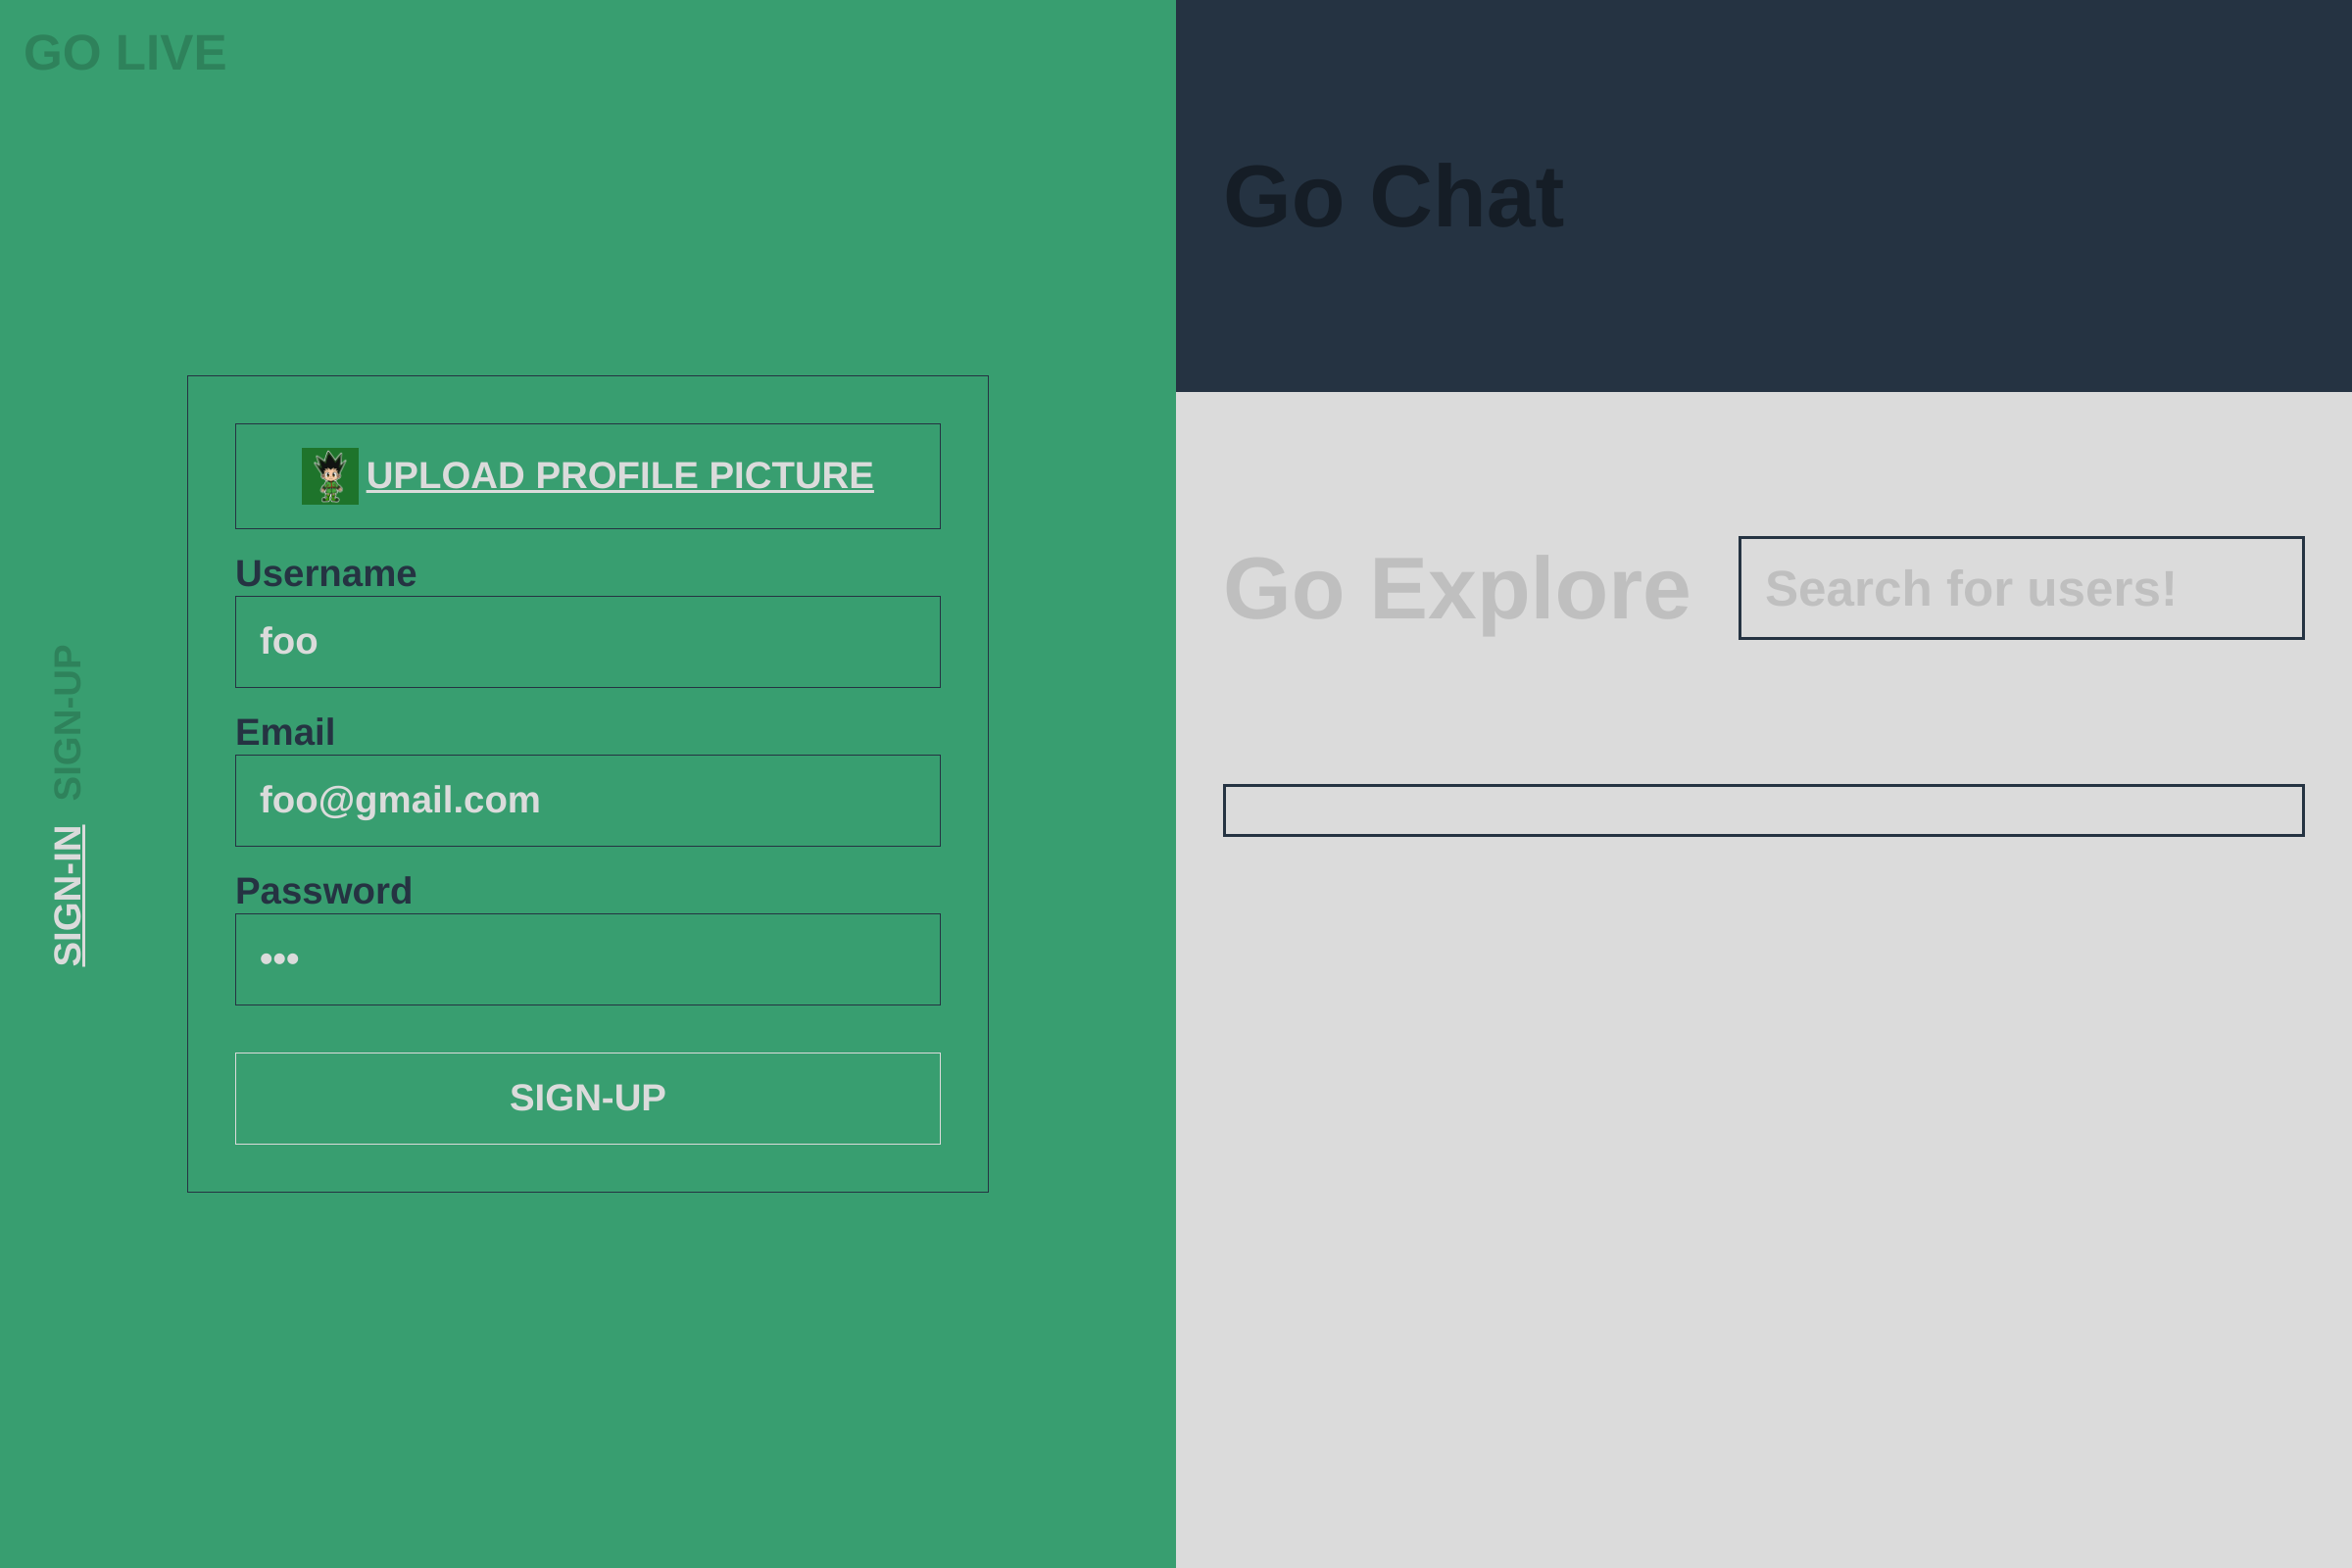 GO LIVE
UPLOAD PROFILE PICTURE
Username
foo
Email
foo@gmail.com
Password
•••
SIGN-UP
SIGN-IN
SIGN-UP
Go Chat
Go Explore
Search for users!